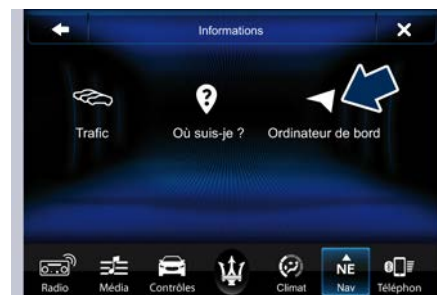 Informations
Trafic
Où suis-je ?
Ordinateur de bord
NE
Radio
Média
Contrôles
Climat
Nav
Téléphon